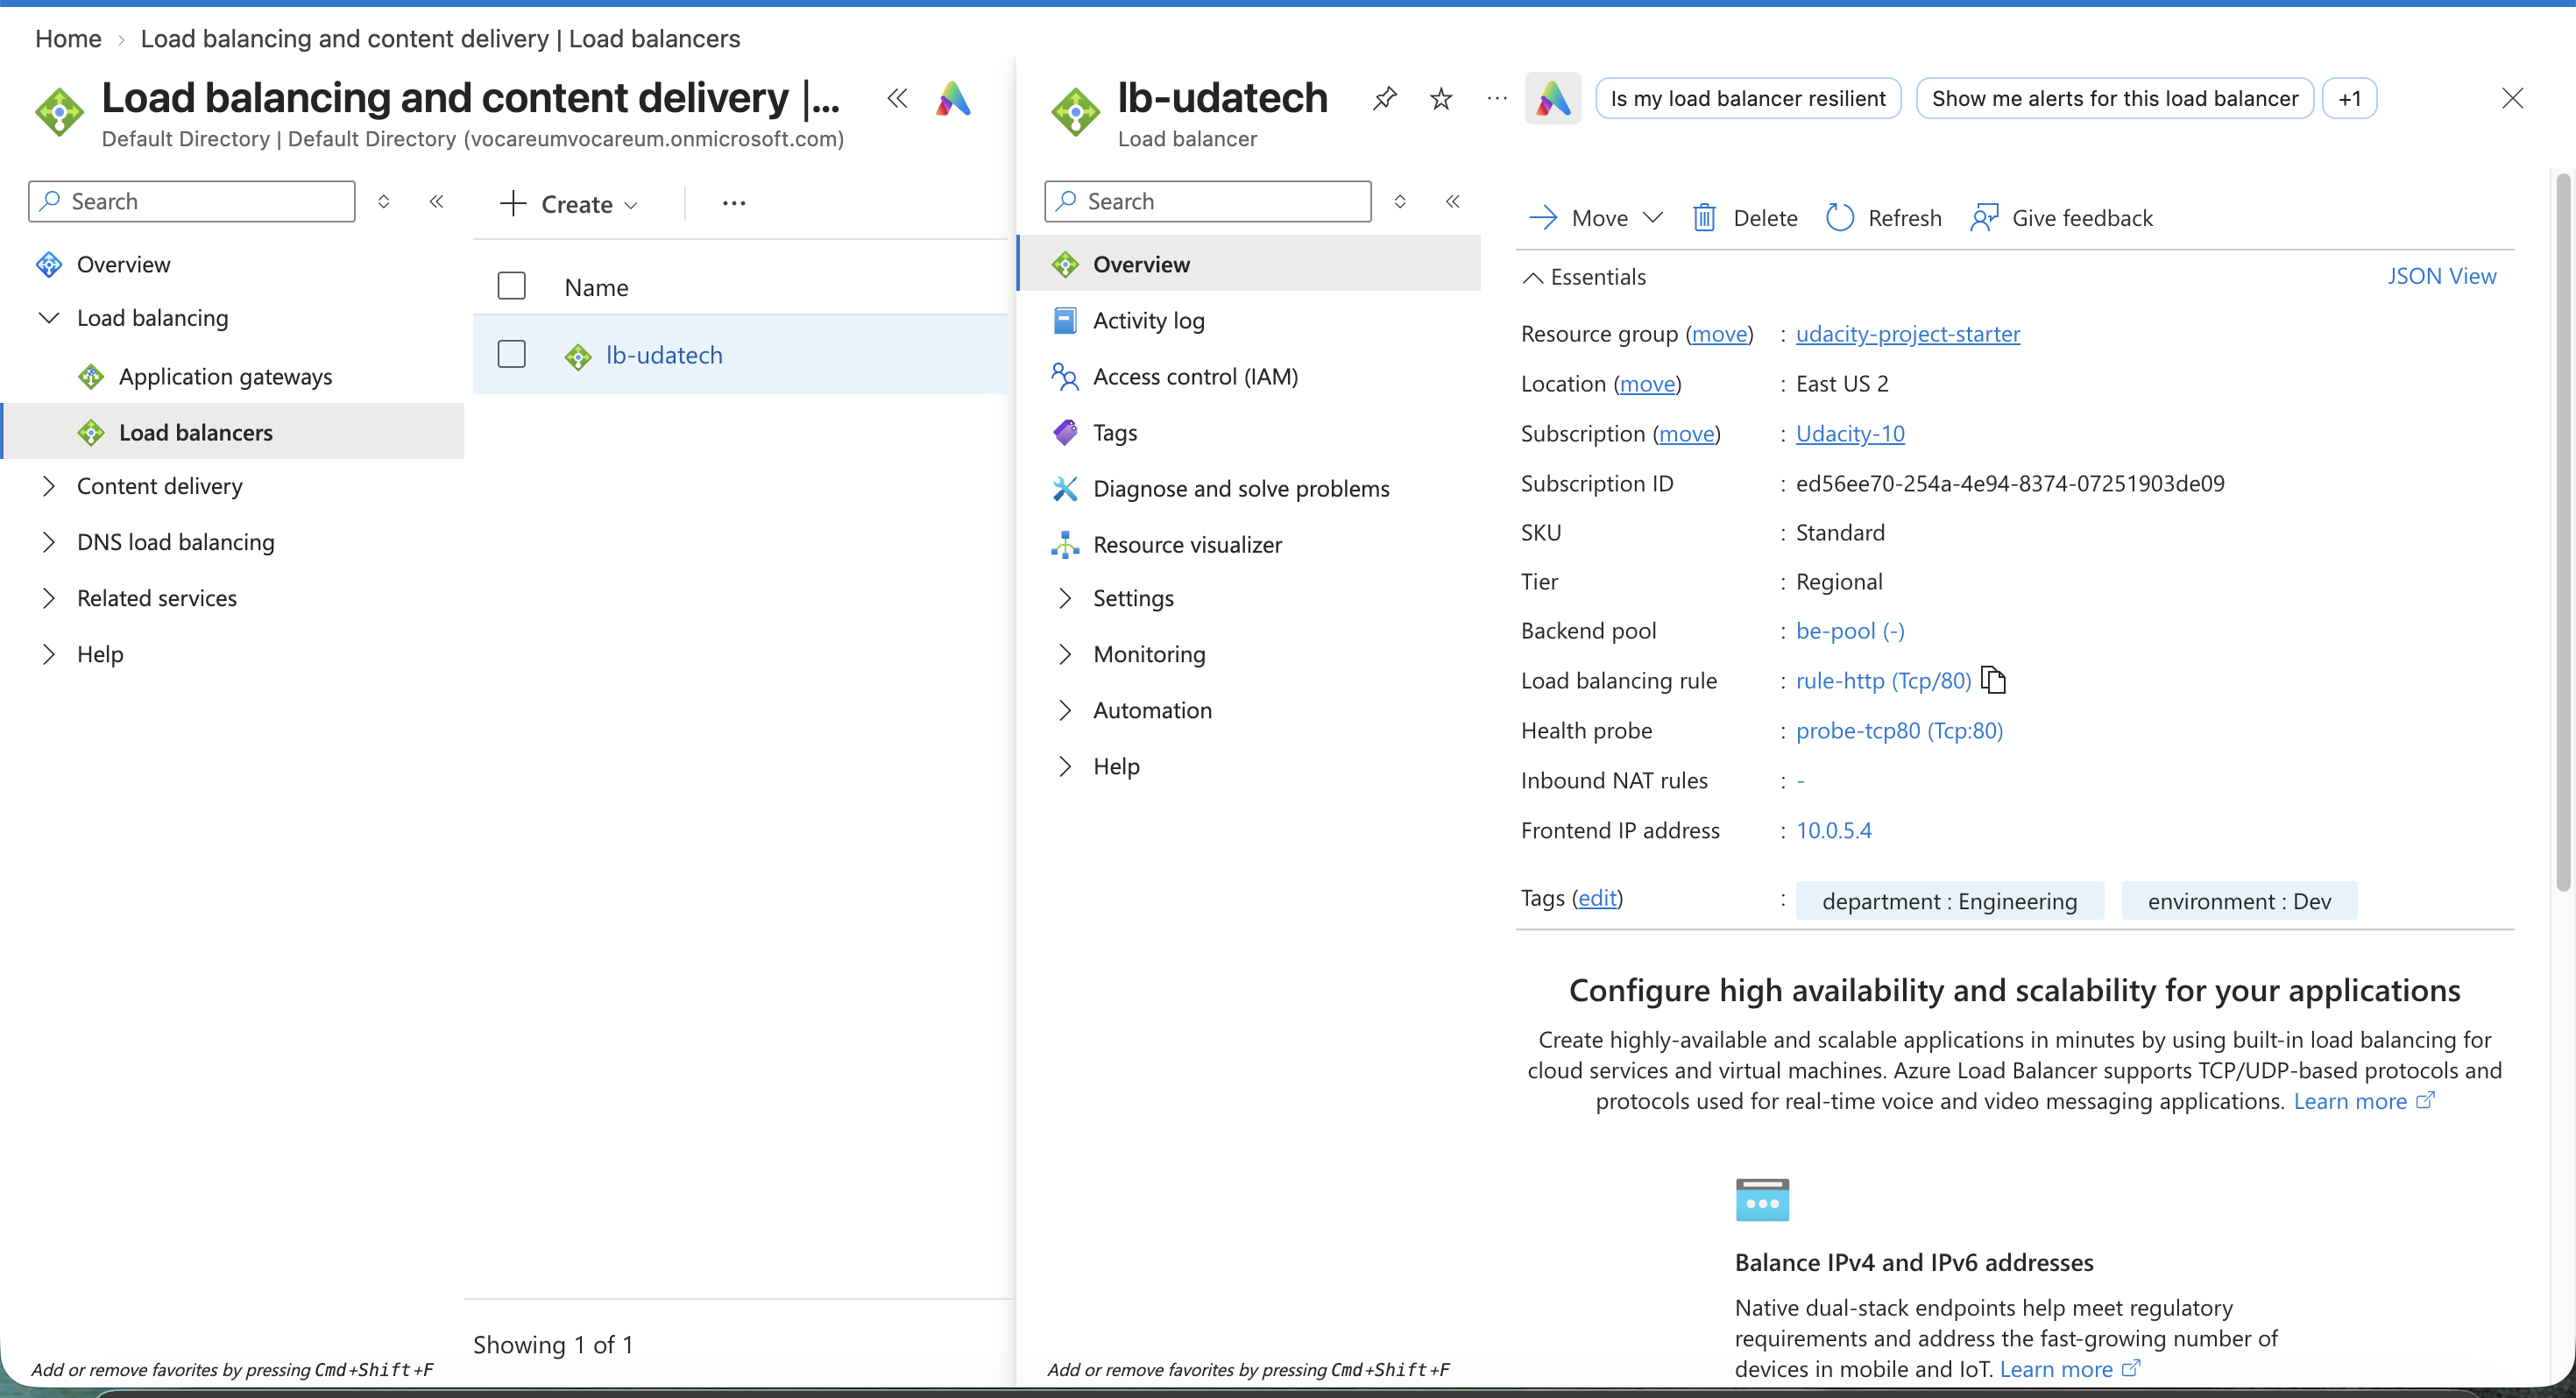 Home > Load balancing and content delivery | Load balancers
Load balancing and content delivery |...
Default Directory | Default Directory (vocareumvocareum.onmicrosoft.com)
Search
Overview
Load balancing
Application gateways
Load balancers
Content delivery
DNS load balancing
Related services
Help
Add or remove favorites by pressing Cmd+Shift+F
+ Create
...
Name
lb-udatech
Showing 1 of 1
lb-udatech
Load balancer
...
Is my load balancer resilient
Show me alerts for this load balancer
+1
Search
Overview
Activity log
Access control (IAM)
Tags
Diagnose and solve problems
Resource visualizer
Settings
Monitoring
Automation
Help
Add or remove favorites by pressing Cmd+Shift+F
Move
Delete
Refresh
Give feedback
Essentials
JSON View
Resource group (move) : udacity-project-starter
Location (move) : East US 2
Subscription (move) : Udacity-10
Subscription ID : ed56ee70-254a-4e94-8374-07251903de09
SKU : Standard
Tier : Regional
Backend pool : be-pool (-)
Load balancing rule : rule-http (Tcp/80)
Health probe : probe-tcp80 (Tcp:80)
Inbound NAT rules : -
Frontend IP address : 10.0.5.4
Tags (edit) : department : Engineering environment : Dev
Configure high availability and scalability for your applications
Create highly-available and scalable applications in minutes by using built-in load balancing for
cloud services and virtual machines. Azure Load Balancer supports TCP/UDP-based protocols and
protocols used for real-time voice and video messaging applications. Learn more
Balance IPv4 and IPv6 addresses
Native dual-stack endpoints help meet regulatory
requirements and address the fast-growing number of
devices in mobile and IoT. Learn more